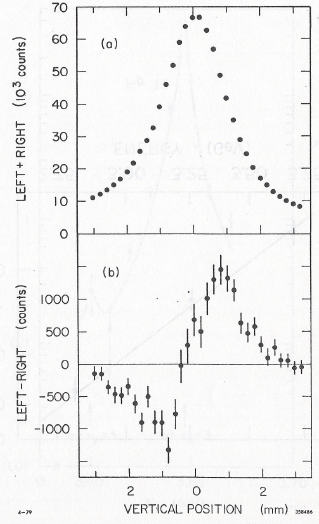 70
60
50
40
30
20
10
0
LEFT + RIGHT (10³ counts)
(a)
(b)
1000
500
0
-500
-1000
LEFT-RIGHT (counts)
2 0 2
VERTICAL POSITION (mm)
4-79
3584B6